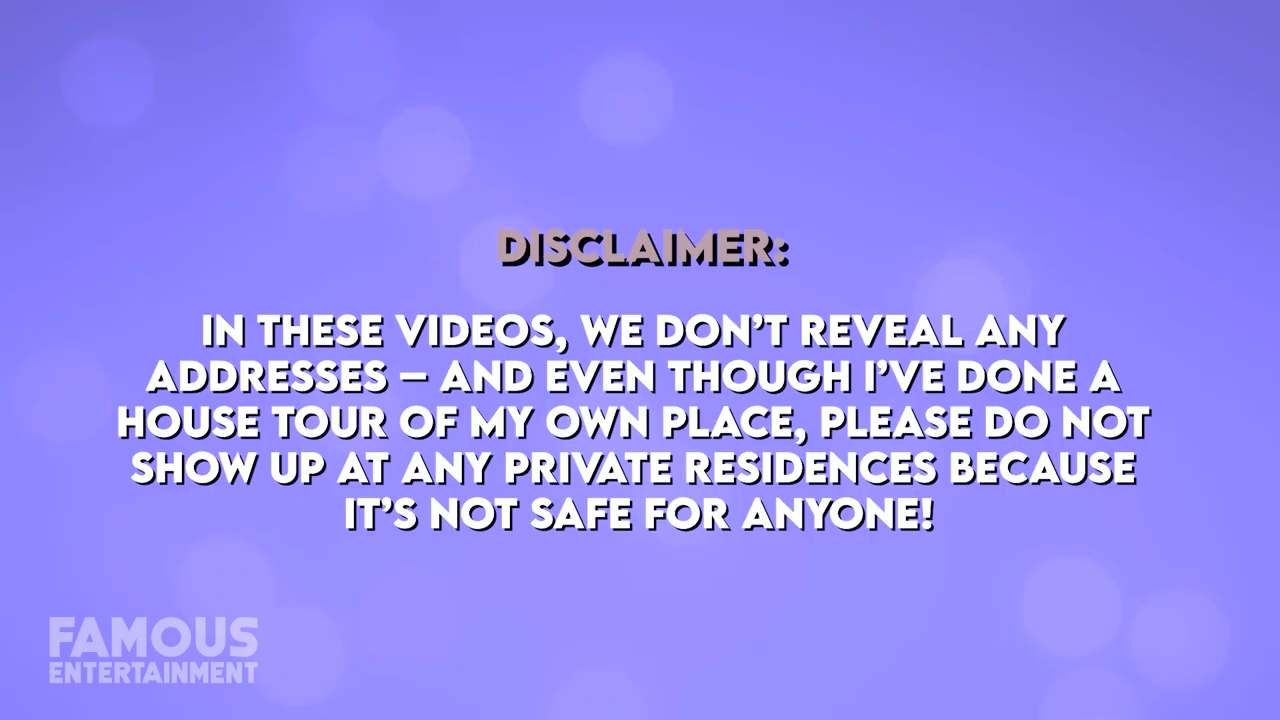 DISCLAIMER:
IN THESE VIDEOS, WE DON'T REVEAL ANY
ADDRESSES – AND EVEN THOUGH I'VE DONE A
HOUSE TOUR OF MY OWN PLACE, PLEASE DO NOT
SHOW UP AT ANY PRIVATE RESIDENCES BECAUSE
IT'S NOT SAFE FOR ANYONE!
FAMOUS
ENTERTAINMENT